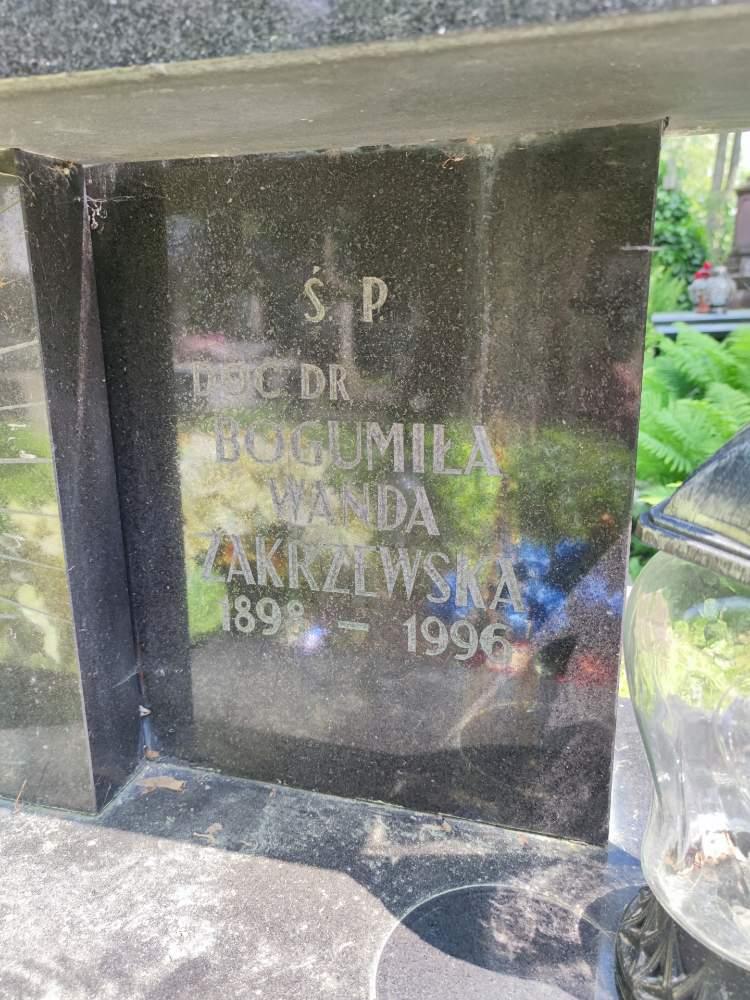 Ś P
DOC DR
BOGUMIŁA
WANDA
ZAKRZEWSKA
1898 – 1996